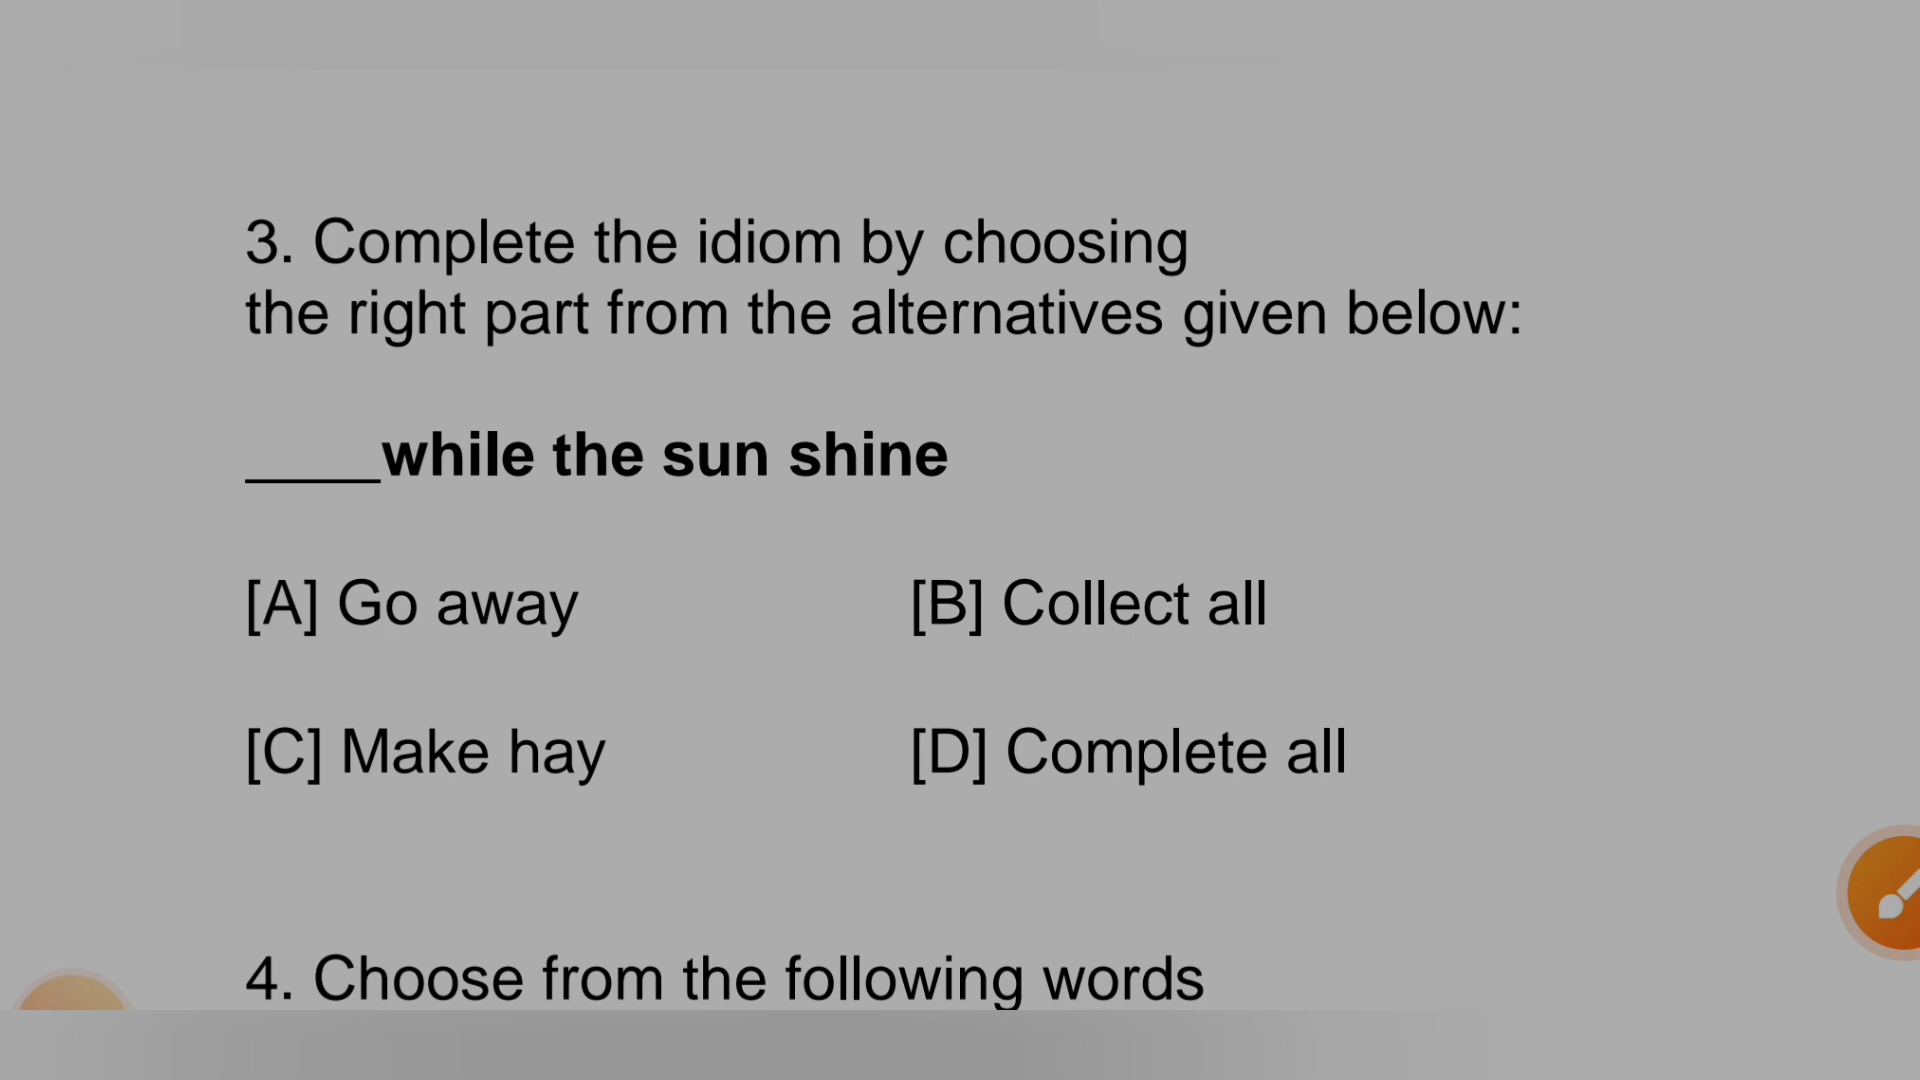 3. Complete the idiom by choosing
the right part from the alternatives given below:
_____while the sun shine
[A] Go away [B] Collect all
[C] Make hay [D] Complete all
4. Choose from the following words